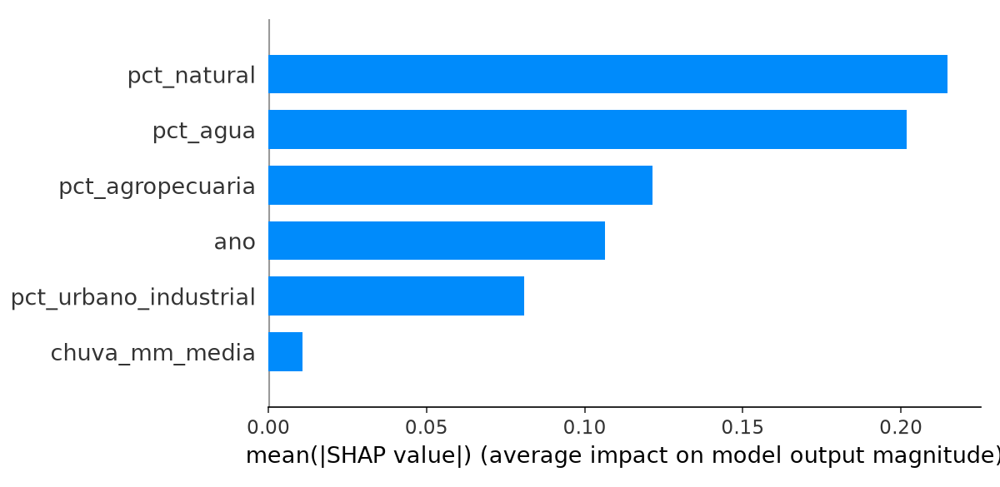 pct_natural
pct_agua
pct_agropecuaria
ano
pct_urbano_industrial
chuva_mm_media
0.00 0.05 0.10 0.15 0.20
mean(|SHAP value|) (average impact on model output magnitude)